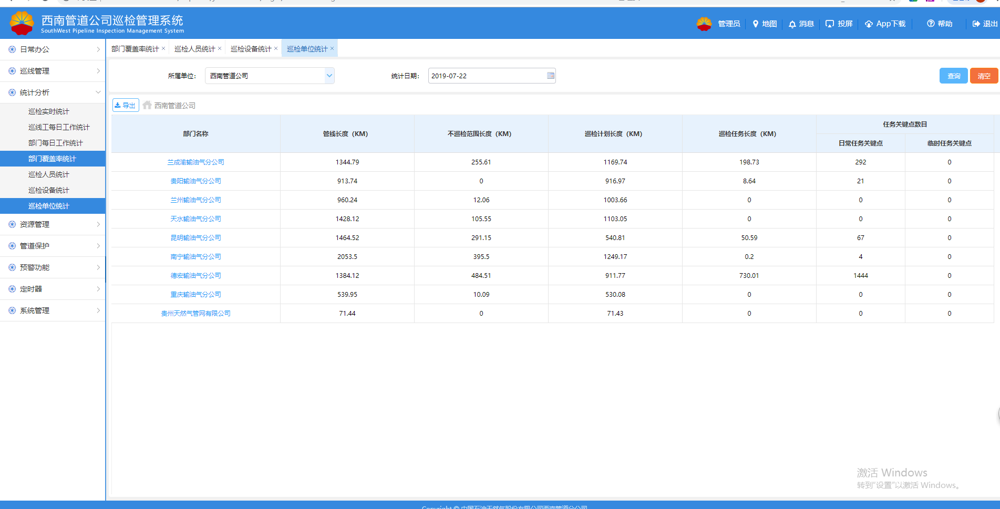 西南管道公司巡检管理系统
SouthWest Pipeline Inspection Management System
管理员 地图 消息 投屏 App下载 帮助 退出
日常办公
巡线管理
统计分析
巡检实时统计
巡线工每日工作统计
部门每日工作统计
部门覆盖率统计
巡检人员统计
巡检设备统计
巡检单位统计
资源管理
管道保护
预警功能
定时器
系统管理
部门覆盖率统计 × 巡检人员统计 × 巡检设备统计 × 巡检单位统计 ×
所属单位： 西南管道公司 统计日期： 2019-07-22 查询 清空
导出 西南管道公司
部门名称 管线长度（KM） 不巡检范围长度（KM） 巡检计划长度（KM） 巡检任务长度（KM） 任务关键点数目
日常任务关键点 临时任务关键点
兰成渝输油气分公司 1344.79 255.61 1169.74 198.73 292 0
贵阳输油气分公司 913.74 0 916.97 8.64 21 0
兰州输油气分公司 960.24 12.06 1003.66 0 0 0
天水输油气分公司 1428.12 105.55 1103.05 0 0 0
昆明输油气分公司 1464.52 291.15 540.81 50.59 67 0
南宁输油气分公司 2053.5 395.5 1249.17 0.2 4 0
德宏输油气分公司 1384.12 484.51 911.77 730.01 1444 0
重庆输油气分公司 539.95 10.09 530.08 0 0 0
贵州天然气管网有限公司 71.44 0 71.43 0 0 0
激活 Windows
转到"设置"以激活 Windows。
Copyright © 中国石油天然气股份有限公司西南管道分公司